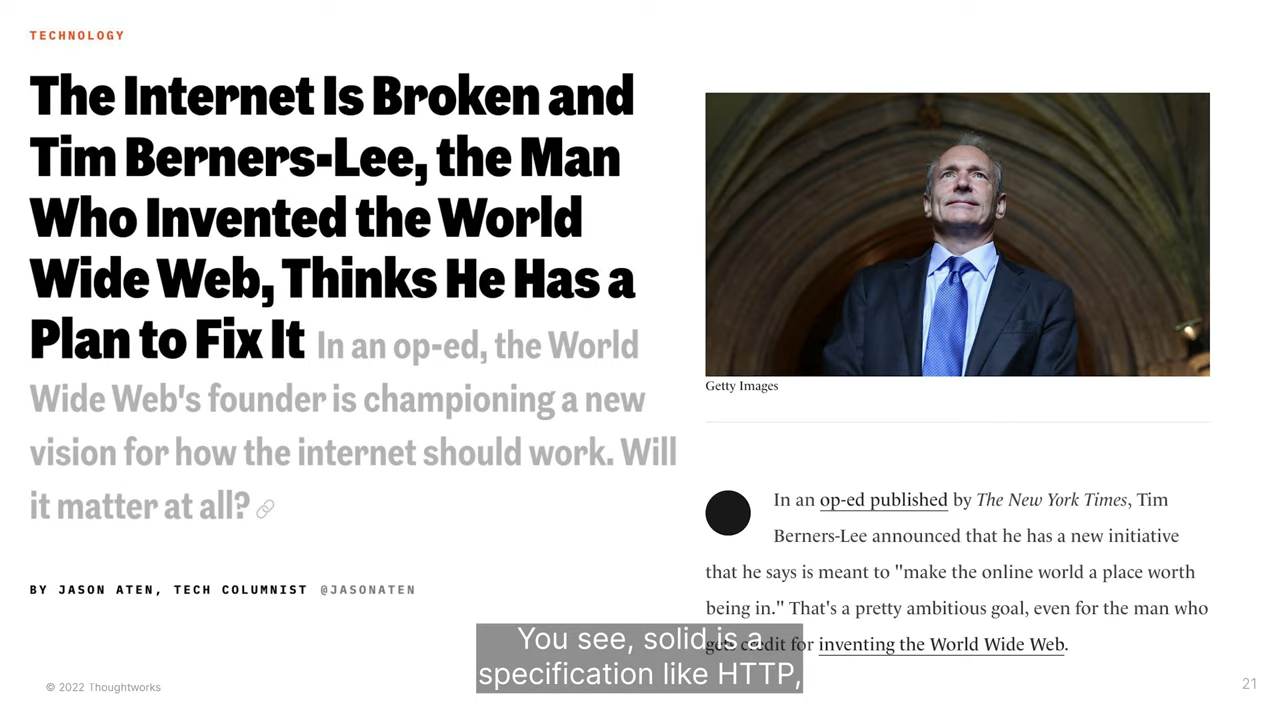 TECHNOLOGY
The Internet Is Broken and
Tim Berners-Lee, the Man
Who Invented the World
Wide Web, Thinks He Has a
Plan to Fix It In an op-ed, the World
Wide Web's founder is championing a new
vision for how the internet should work. Will
it matter at all?
BY JASON ATEN, TECH COLUMNIST @JASONATEN
Getty Images
In an op-ed published by The New York Times, Tim
Berners-Lee announced that he has a new initiative
that he says is meant to "make the online world a place worth
being in." That's a pretty ambitious goal, even for the man who
gets credit for inventing the World Wide Web.
You see, solid is a
specification like HTTP,
© 2022 Thoughtworks
21